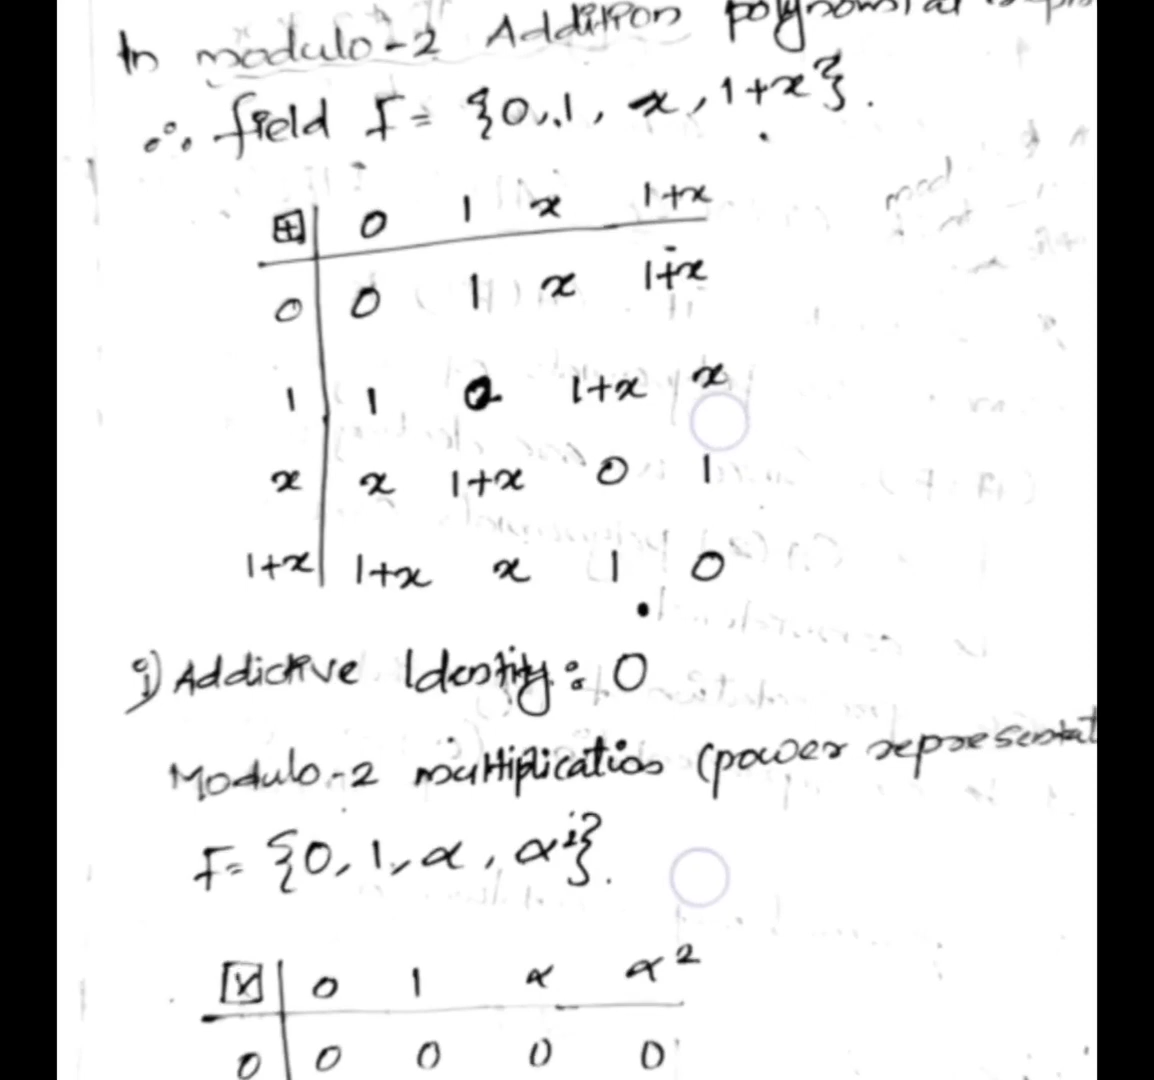 In modulo-2 Addition polynomial
∴ field F = {0, 1, x, 1+x}.
⊞ 0 1 x 1+x
0 0 1 x 1+x
1 1 0 1+x x
x x 1+x 0 1
1+x 1+x x 1 0
i) Addictive Identity : 0
Modulo-2 multiplication (power representat
F = {0, 1, α, α²}.
0 1 α α²
0 0 0 0 0